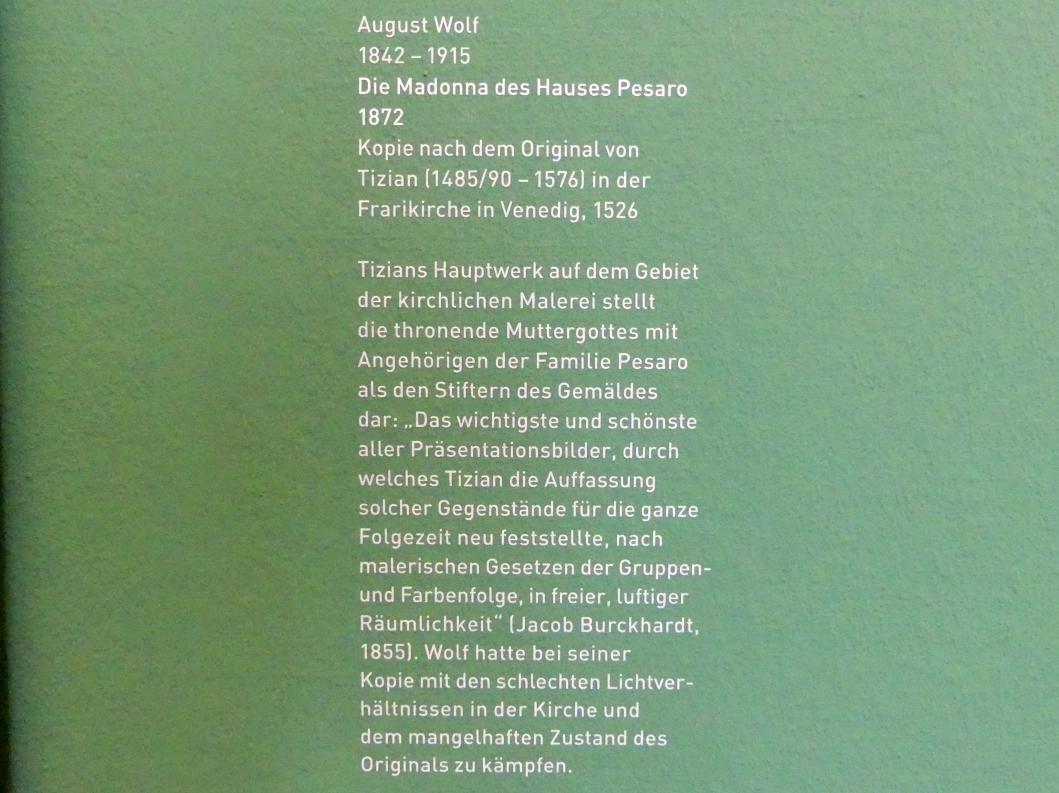 August Wolf
1842 – 1915
Die Madonna des Hauses Pesaro
1872
Kopie nach dem Original von
Tizian (1485/90 – 1576) in der
Frarikirche in Venedig, 1526

Tizians Hauptwerk auf dem Gebiet
der kirchlichen Malerei stellt
die thronende Muttergottes mit
Angehörigen der Familie Pesaro
als den Stiftern des Gemäldes
dar: „Das wichtigste und schönste
aller Präsentationsbilder, durch
welches Tizian die Auffassung
solcher Gegenstände für die ganze
Folgezeit neu feststellte, nach
malerischen Gesetzen der Gruppen-
und Farbenfolge, in freier, luftiger
Räumlichkeit“ (Jacob Burckhardt,
1855). Wolf hatte bei seiner
Kopie mit den schlechten Lichtver-
hältnissen in der Kirche und
dem mangelhaften Zustand des
Originals zu kämpfen.